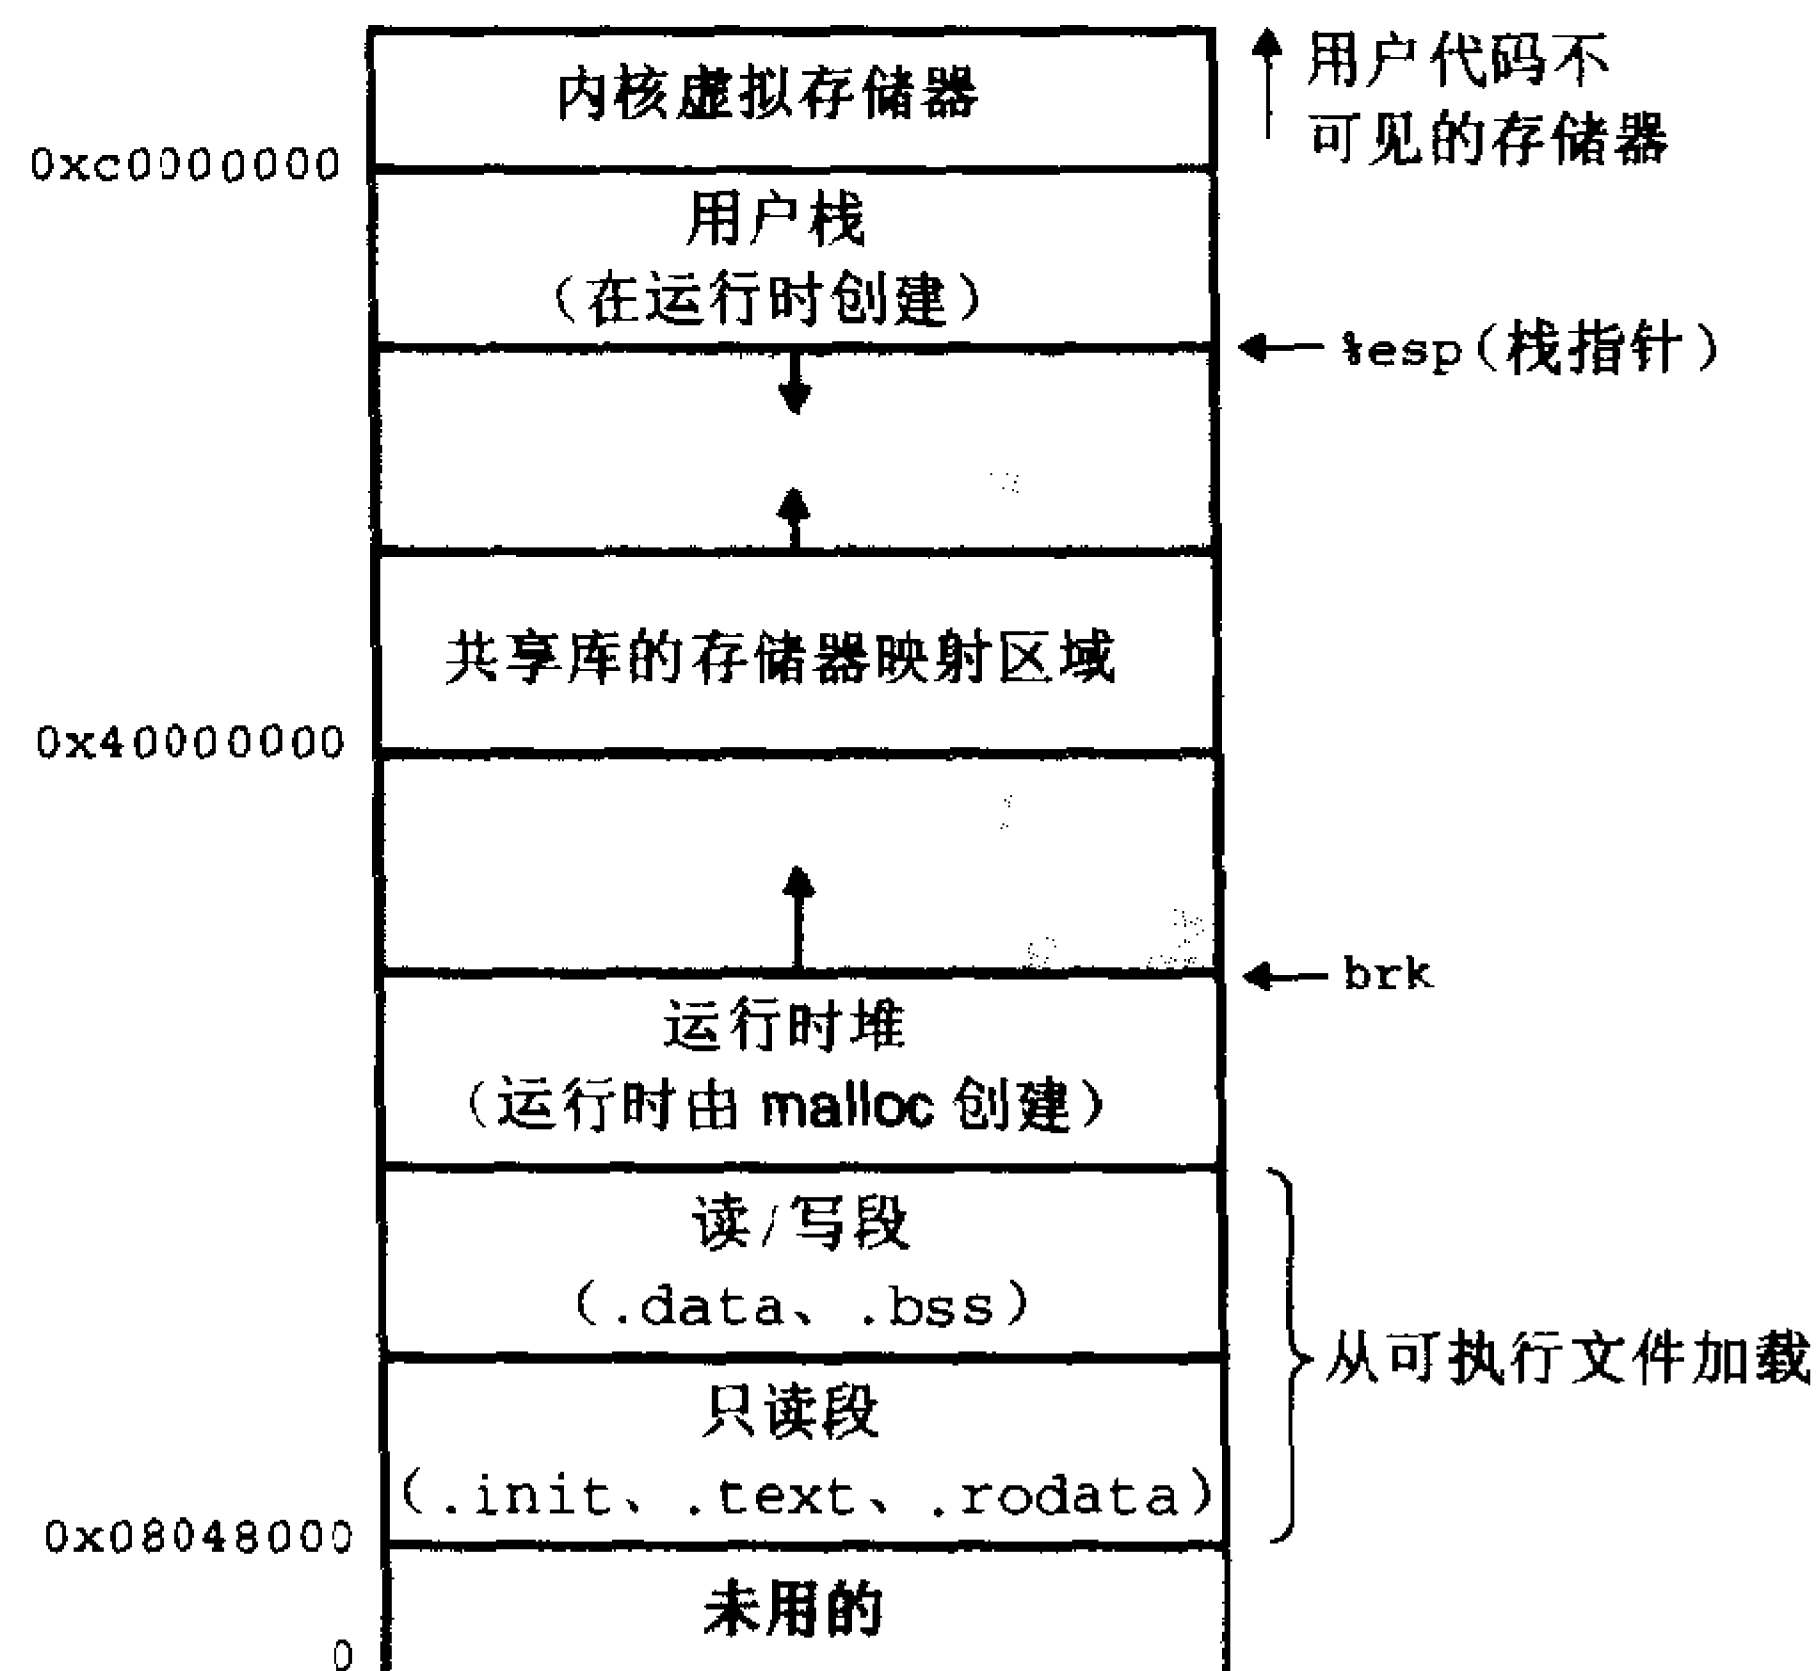 内核虚拟存储器
用户代码不
可见的存储器
0xc0000000
用户栈
（在运行时创建）
%esp（栈指针）
共享库的存储器映射区域
0x40000000
brk
运行时堆
（运行时由 malloc 创建）
读/写段
（.data、.bss）
从可执行文件加载
只读段
（.init、.text、.rodata）
0x08048000
未用的
0